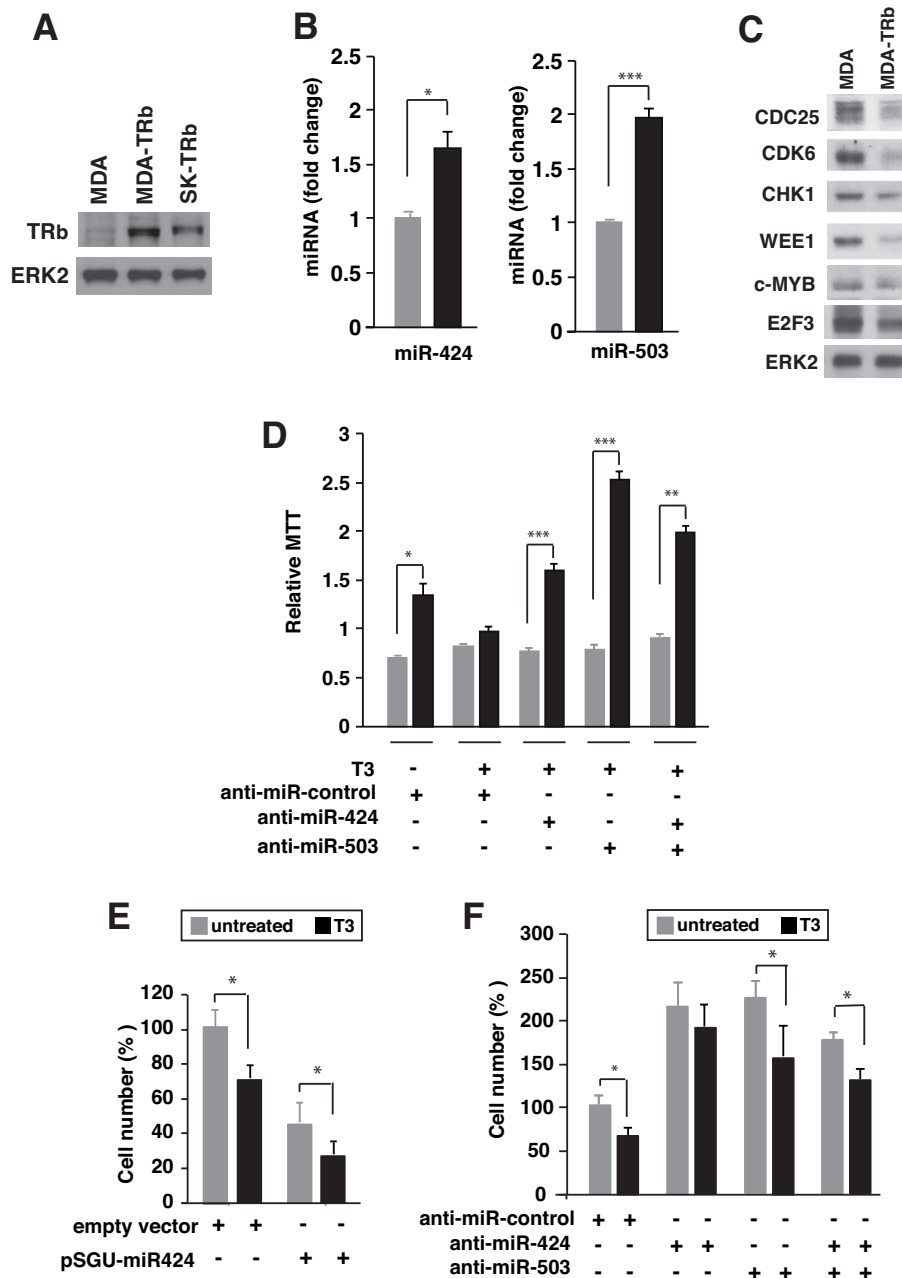 A
MDA
MDA-TRb
SK-TRb
TRb
ERK2
B
miRNA (fold change)
2.5
2
1.5
1
0.5
0
*
miR-424
miRNA (fold change)
2.5
2
1.5
1
0.5
0
***
miR-503
C
MDA
MDA-TRb
CDC25
CDK6
CHK1
WEE1
c-MYB
E2F3
ERK2
D
Relative MTT
3
2.5
2
1.5
1
0.5
0
*
***
***
**
T3 - + + + +
anti-miR-control + + - - -
anti-miR-424 - - + - +
anti-miR-503 - - - + +
E
untreated T3
Cell number (% )
120
100
80
60
40
20
0
*
*
empty vector + + - -
pSGU-miR424 - - + +
F
untreated T3
Cell number (% )
300
250
200
150
100
50
0
*
*
*
anti-miR-control + + - - - - - -
anti-miR-424 - - + + - - + +
anti-miR-503 - - - - + + + +